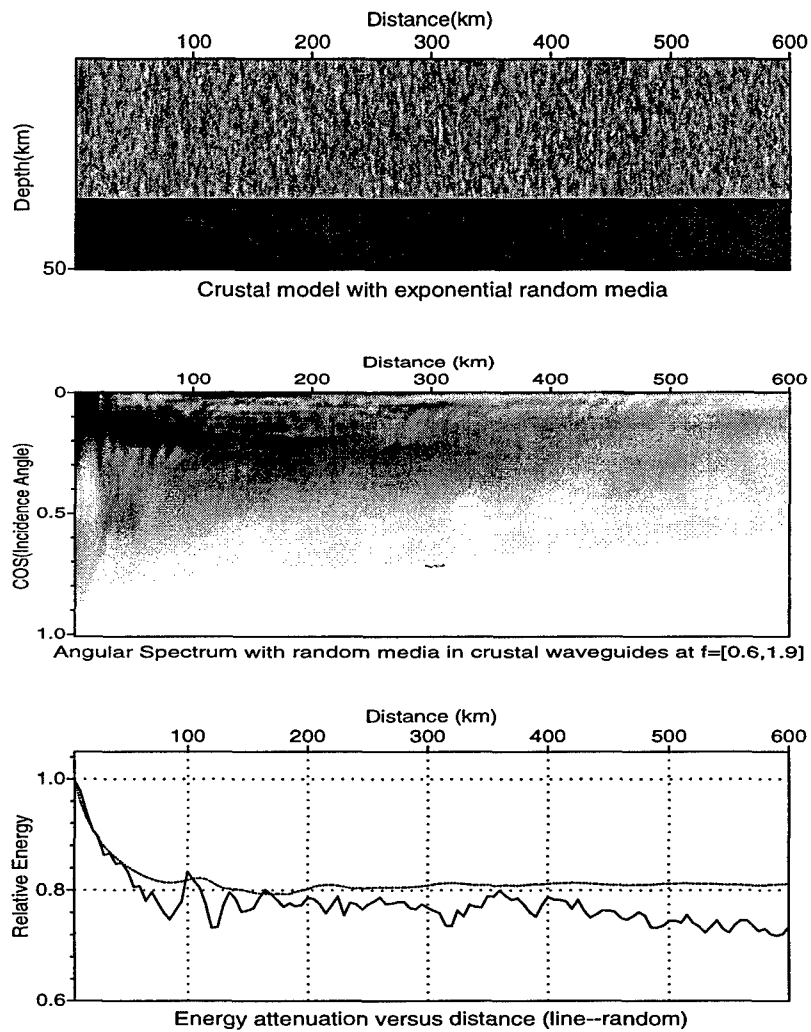 Distance(km)
100 200 300 400 500 600
Depth(km)
50
Crustal model with exponential random media
Distance (km)
100 200 300 400 500 600
0
COS(Incidence Angle)
0.5
1.0
Angular Spectrum with random media in crustal waveguides at f=[0.6,1.9]
Distance (km)
100 200 300 400 500 600
1.0
Relative Energy
0.8
0.6
Energy attenuation versus distance (line--random)